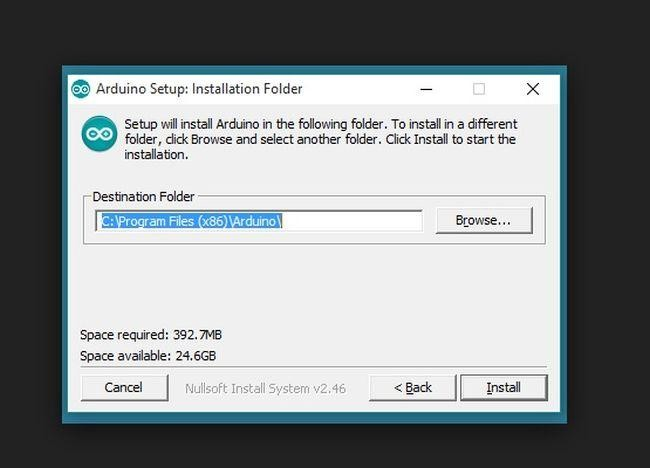 Arduino Setup: Installation Folder
Setup will install Arduino in the following folder. To install in a different
folder, click Browse and select another folder. Click Install to start the
installation.
Destination Folder
C:\Program Files (x86)\Arduino\
Browse...
Space required: 392.7MB
Space available: 24.6GB
Cancel
Nullsoft Install System v2.46
< Back
Install